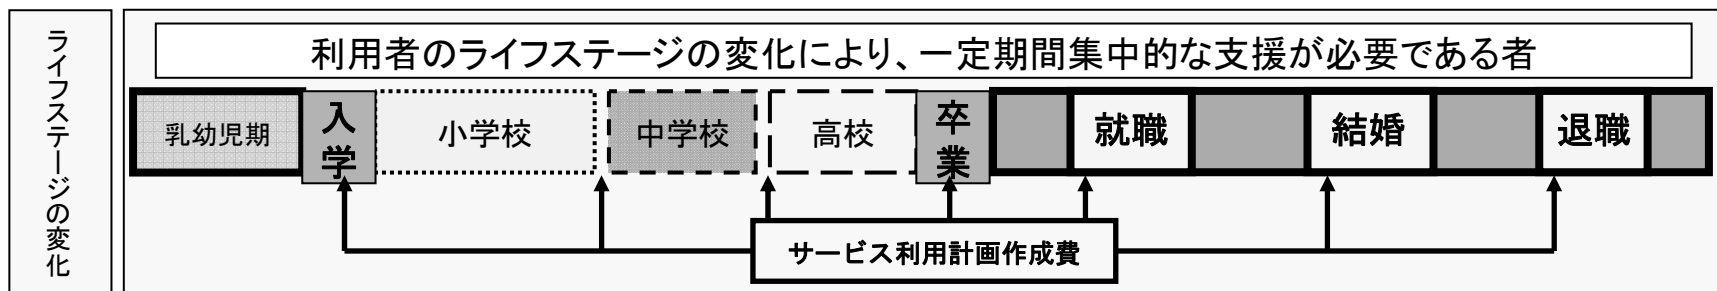 ライフステージの変化
利用者のライフステージの変化により、一定期間集中的な支援が必要である者
乳幼児期
入学
小学校
中学校
高校
卒業
就職
結婚
退職
サービス利用計画作成費